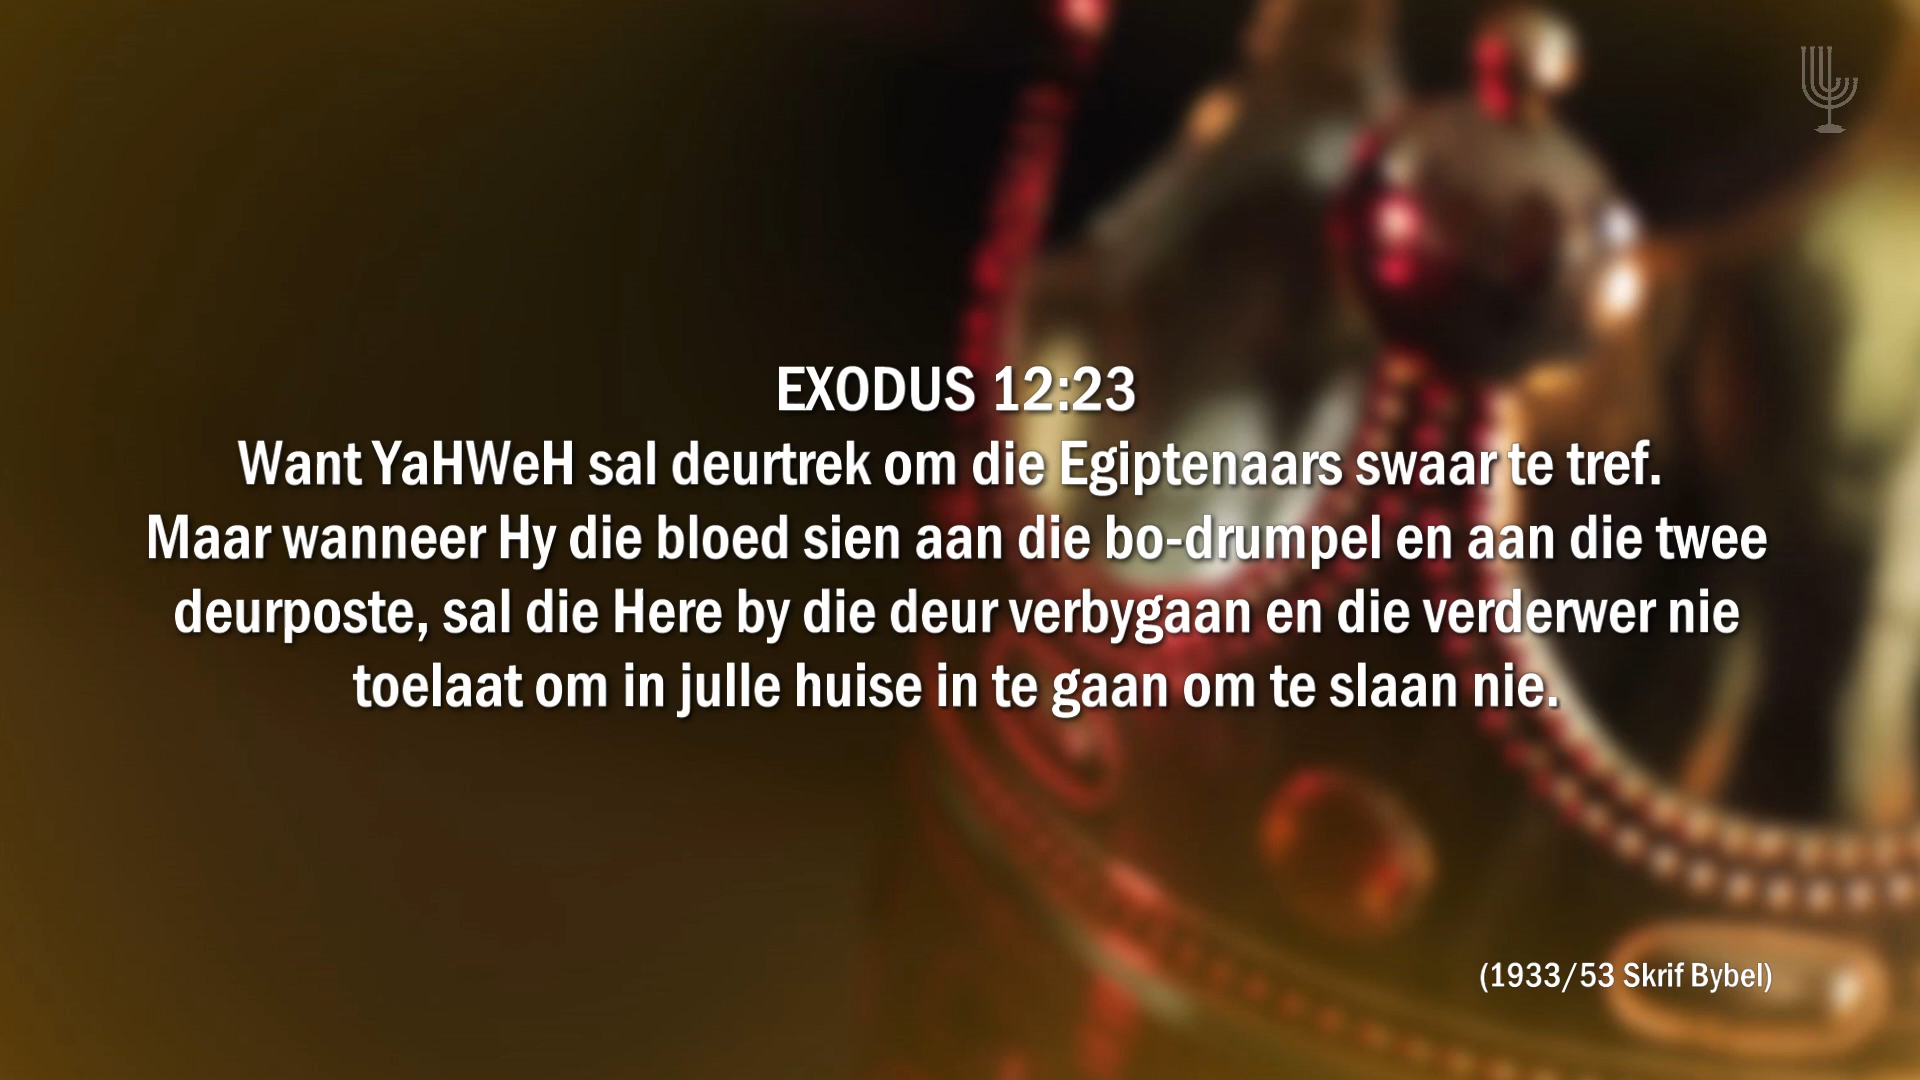 EXODUS 12:23
Want YaHWeH sal deurtrek om die Egiptenaars swaar te tref.
Maar wanneer Hy die bloed sien aan die bo-drumpel en aan die twee
deurposte, sal die Here by die deur verbygaan en die verderwer nie
toelaat om in julle huise in te gaan om te slaan nie.
(1933/53 Skrif Bybel)